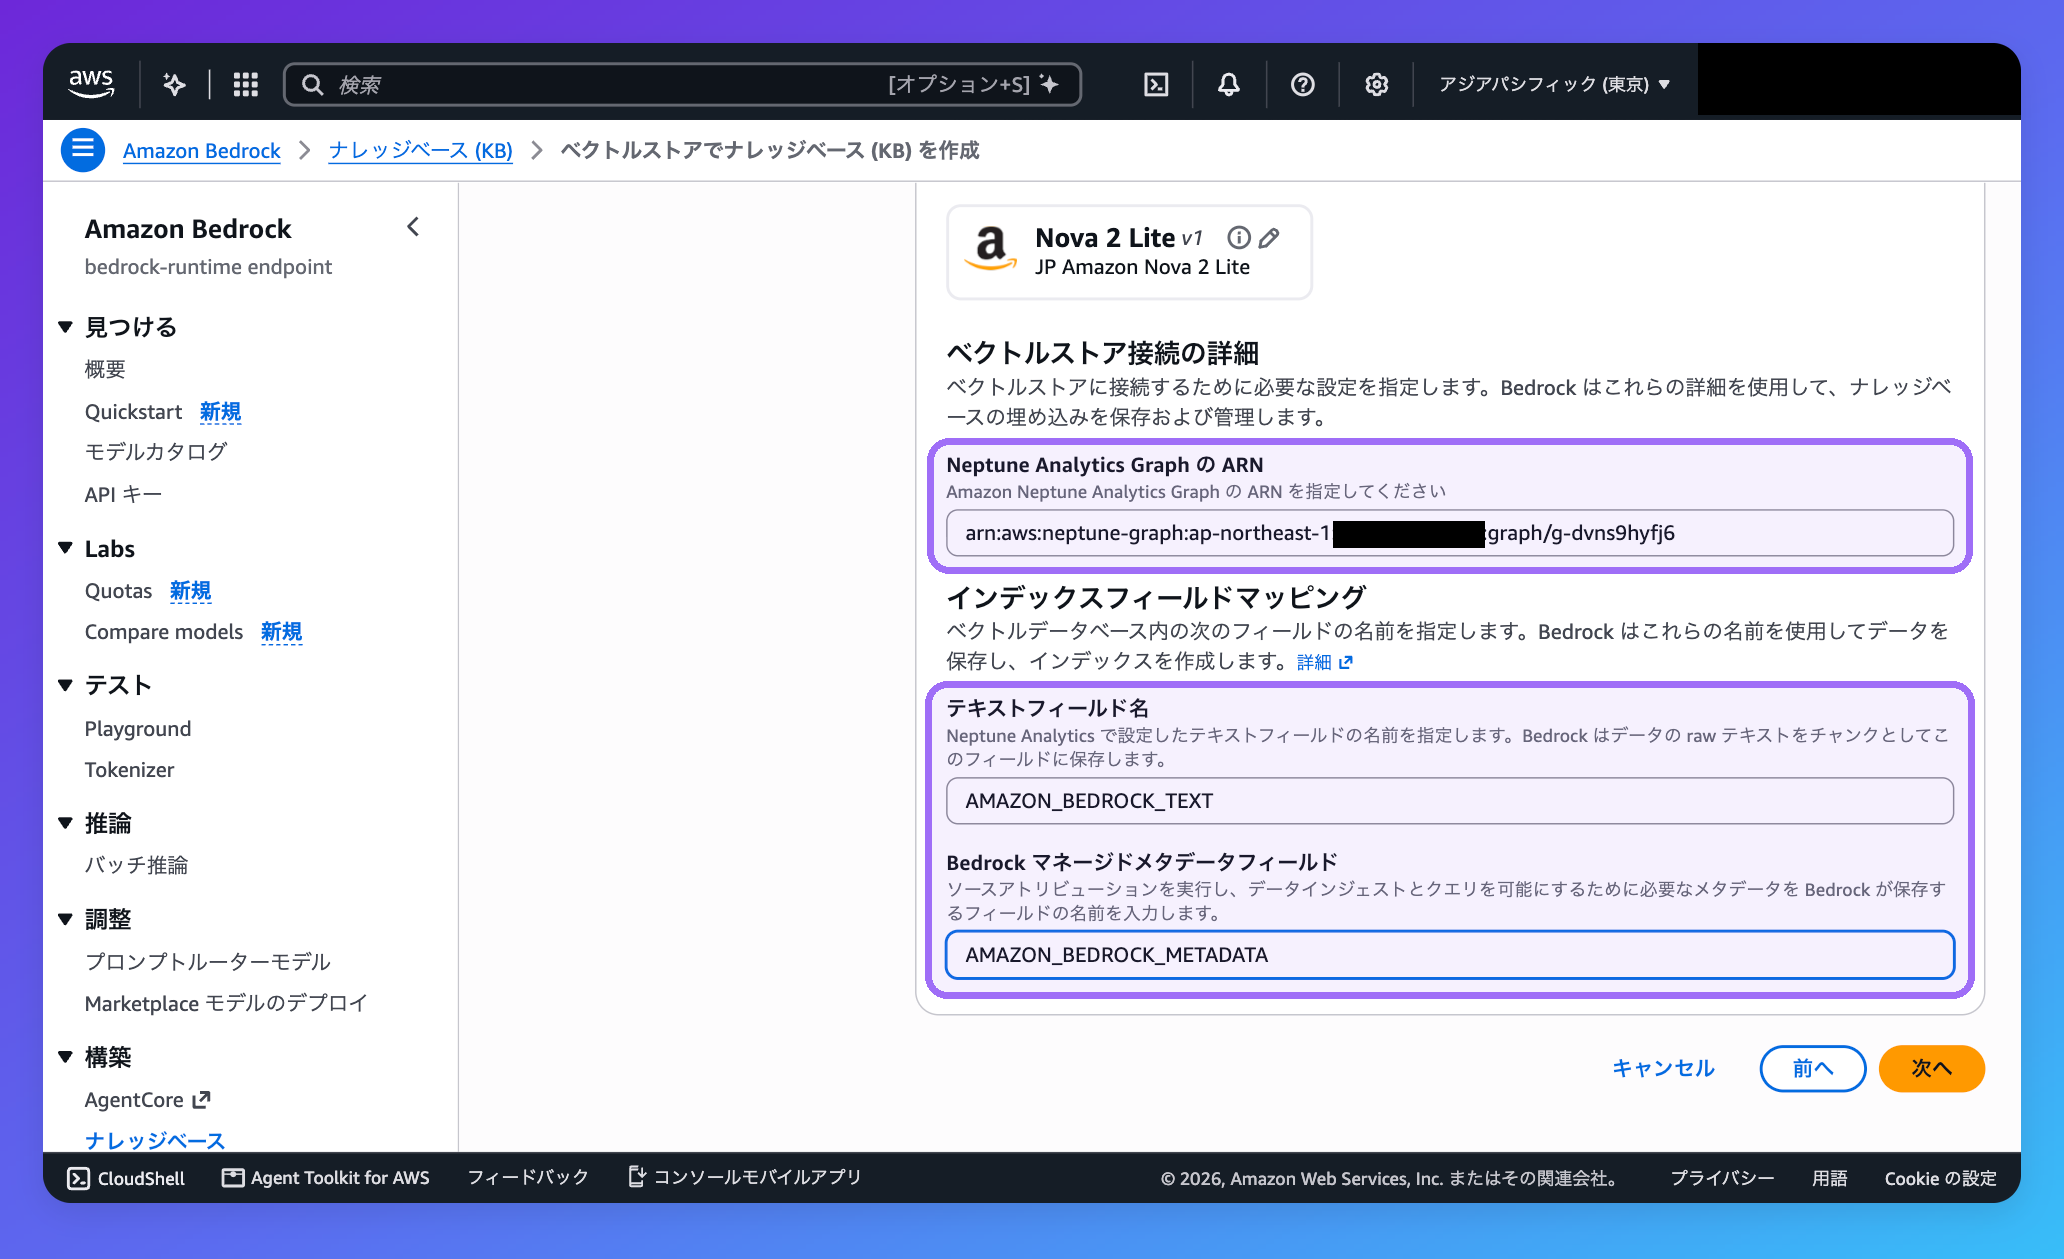 aws
検索
[オプション+S]
アジアパシフィック (東京) ▼
Amazon Bedrock
ナレッジベース (KB)
ベクトルストアでナレッジベース (KB) を作成
Amazon Bedrock
bedrock-runtime endpoint
見つける
概要
Quickstart 新規
モデルカタログ
API キー
Labs
Quotas 新規
Compare models 新規
テスト
Playground
Tokenizer
推論
バッチ推論
調整
プロンプトルーターモデル
Marketplace モデルのデプロイ
構築
AgentCore
ナレッジベース
a
Nova 2 Lite v1
JP Amazon Nova 2 Lite
ベクトルストア接続の詳細
ベクトルストアに接続するために必要な設定を指定します。Bedrock はこれらの詳細を使用して、ナレッジベ
ースの埋め込みを保存および管理します。
Neptune Analytics Graph の ARN
Amazon Neptune Analytics Graph の ARN を指定してください
arn:aws:neptune-graph:ap-northeast-1:graph/g-dvns9hyfj6
インデックスフィールドマッピング
ベクトルデータベース内の次のフィールドの名前を指定します。Bedrock はこれらの名前を使用してデータを
保存し、インデックスを作成します。詳細
テキストフィールド名
Neptune Analytics で設定したテキストフィールドの名前を指定します。Bedrock はデータの raw テキストをチャンクとしてこ
のフィールドに保存します。
AMAZON_BEDROCK_TEXT
Bedrock マネージドメタデータフィールド
ソースアトリビューションを実行し、データインジェストとクエリを可能にするために必要なメタデータを Bedrock が保存す
るフィールドの名前を入力します。
AMAZON_BEDROCK_METADATA
キャンセル
前へ
次へ
CloudShell
Agent Toolkit for AWS
フィードバック
コンソールモバイルアプリ
© 2026, Amazon Web Services, Inc. またはその関連会社。
プライバシー
用語
Cookie の設定